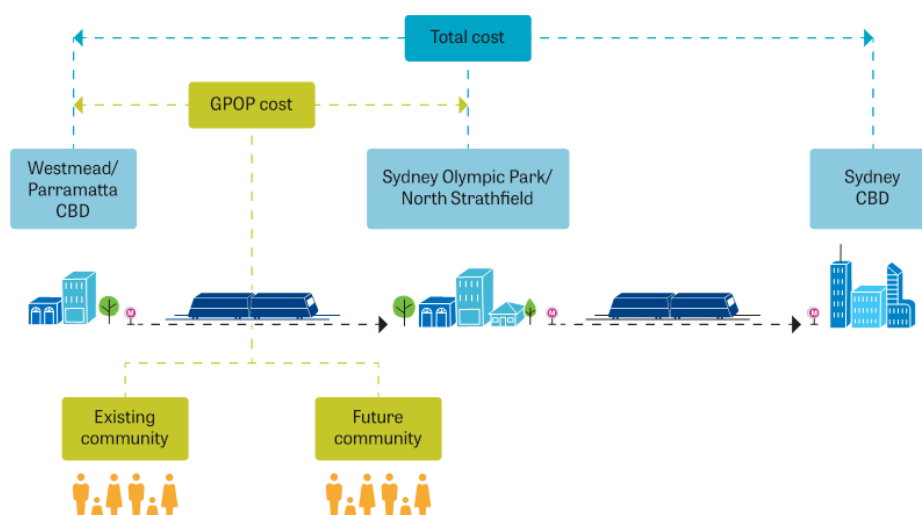 Total cost
GPOP cost
Westmead/
Parramatta
CBD
Sydney Olympic Park/
North Strathfield
Sydney
CBD
M
M
M
Existing
community
Future
community